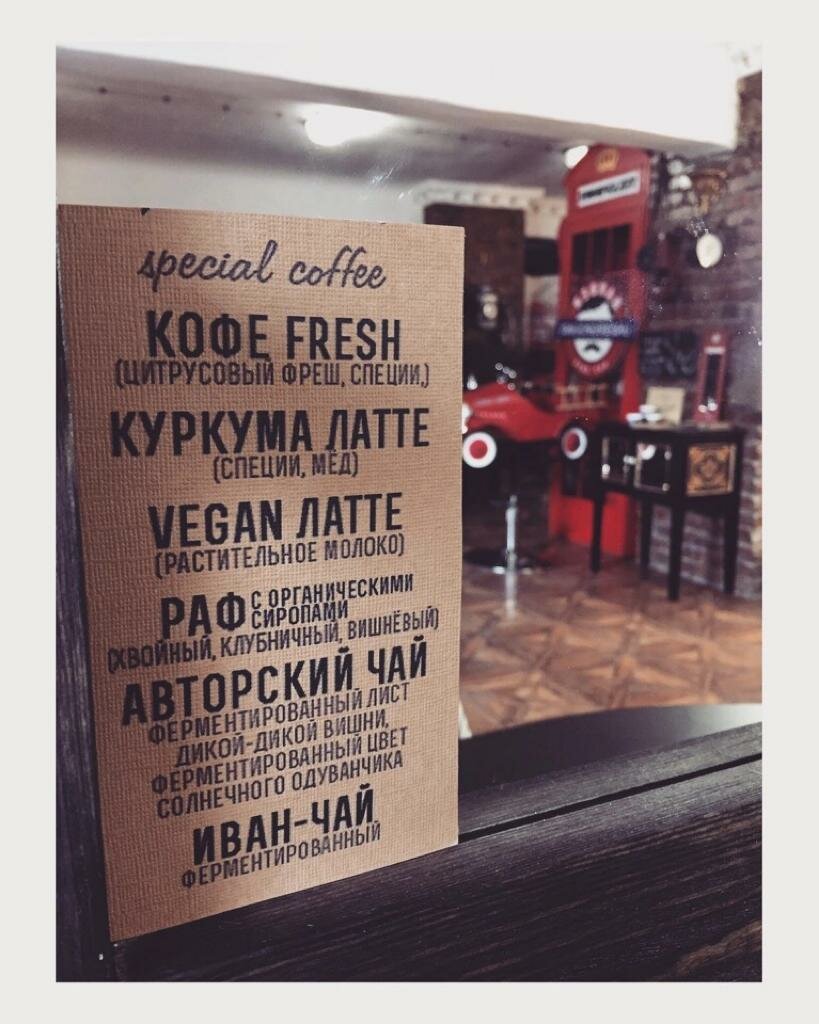 special coffee
КОФЕ FRESH
(ЦИТРУСОВЫЙ ФРЕШ, СПЕЦИИ,)
КУРКУМА ЛАТТЕ
(СПЕЦИИ, МЁД)
VEGAN ЛАТТЕ
(РАСТИТЕЛЬНОЕ МОЛОКО)
РАФ С ОРГАНИЧЕСКИМИ
СИРОПАМИ
(ХВОЙНЫЙ, КЛУБНИЧНЫЙ, ВИШНЁВЫЙ)
АВТОРСКИЙ ЧАЙ
ФЕРМЕНТИРОВАННЫЙ ЛИСТ
ДИКОЙ-ДИКОЙ ВИШНИ,
ФЕРМЕНТИРОВАННЫЙ ЦВЕТ
СОЛНЕЧНОГО ОДУВАНЧИКА
ИВАН-ЧАЙ
ФЕРМЕНТИРОВАННЫЙ